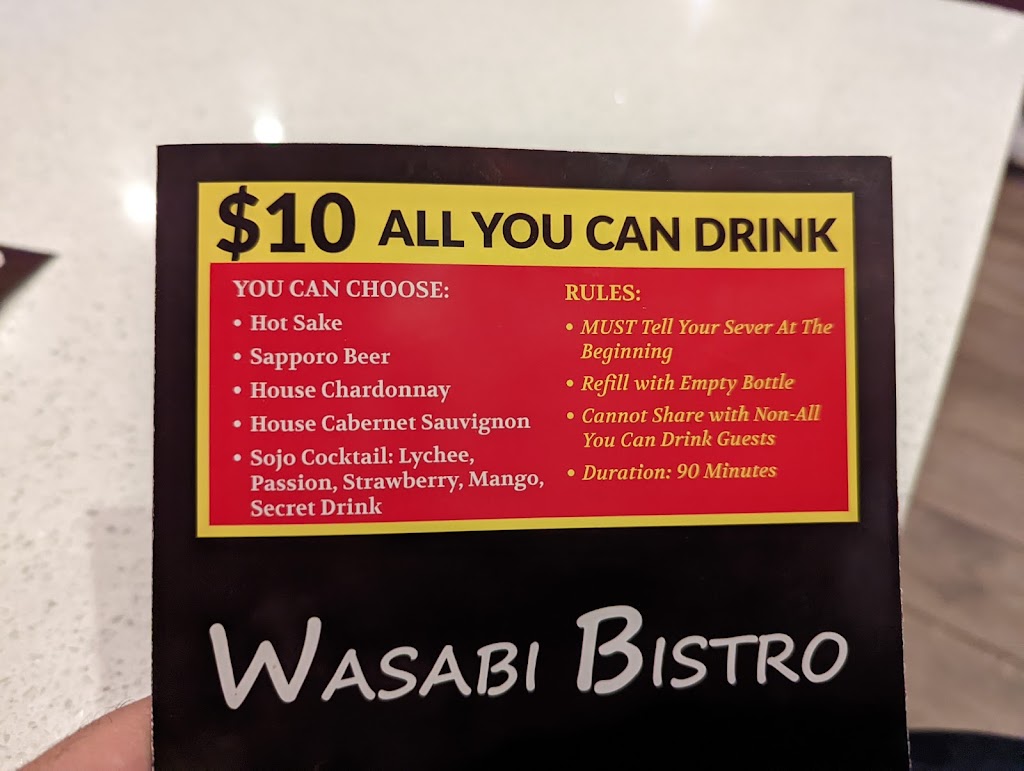 $10 ALL YOU CAN DRINK
YOU CAN CHOOSE:
• Hot Sake
• Sapporo Beer
• House Chardonnay
• House Cabernet Sauvignon
• Sojo Cocktail: Lychee,
Passion, Strawberry, Mango,
Secret Drink
RULES:
• MUST Tell Your Sever At The
Beginning
• Refill with Empty Bottle
• Cannot Share with Non-All
You Can Drink Guests
• Duration: 90 Minutes
WASABI BISTRO